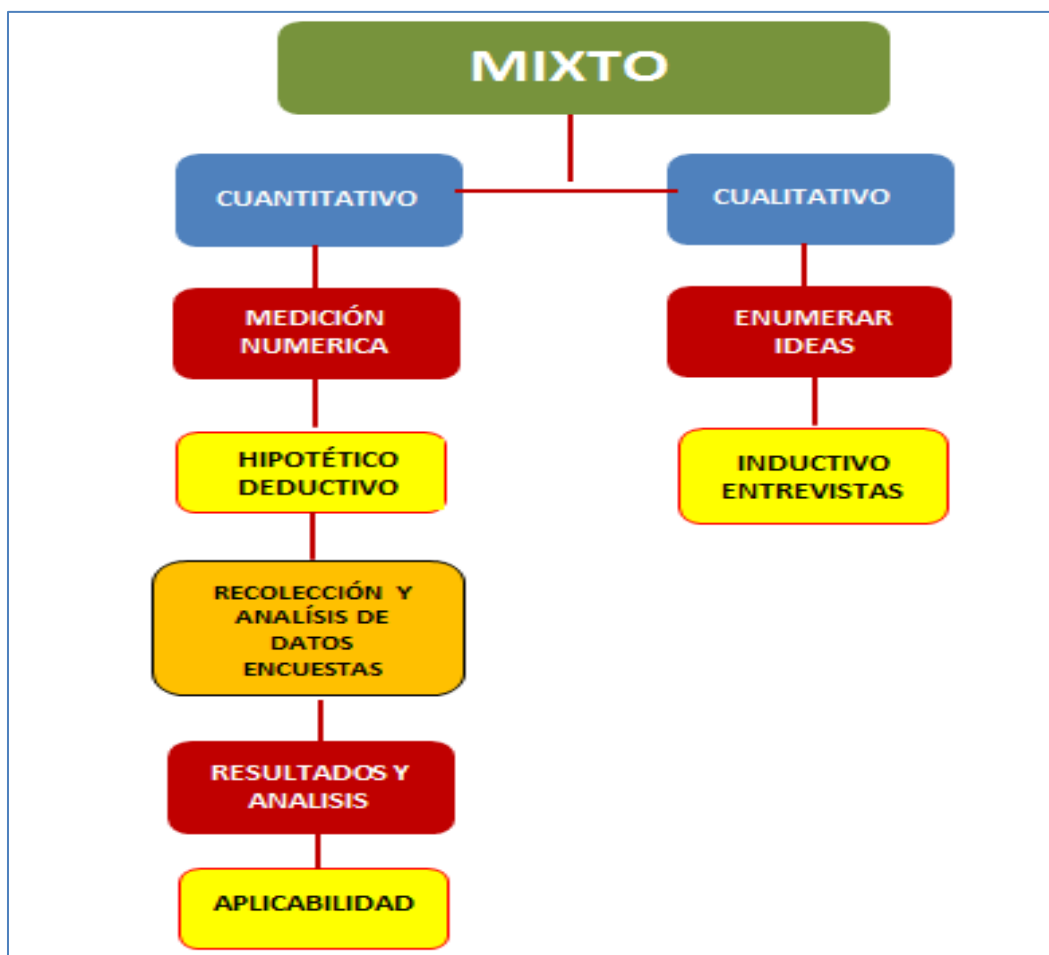 MIXTO
CUANTITATIVO
CUALITATIVO
MEDICIÓN
NUMERICA
ENUMERAR
IDEAS
HIPOTÉTICO
DEDUCTIVO
INDUCTIVO
ENTREVISTAS
RECOLECCIÓN Y
ANALÍSIS DE
DATOS
ENCUESTAS
RESULTADOS Y
ANALISIS
APLICABILIDAD